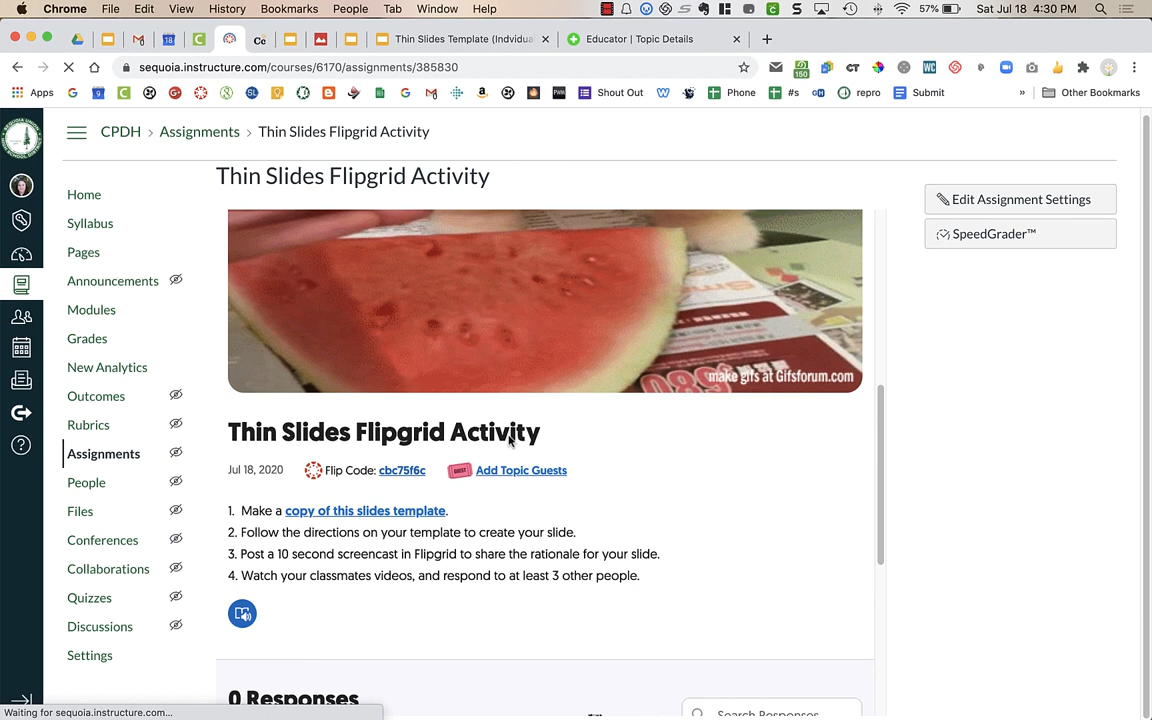 Chrome File Edit View History Bookmarks People Tab Window Help 57% Sat Jul 18 4:30 PM
Thin Slides Template (Indvidua Educator | Topic Details
sequoia.instructure.com/courses/6170/assignments/385830
Apps Shout Out Phone #s repro Submit » Other Bookmarks
CPDH > Assignments > Thin Slides Flipgrid Activity
Thin Slides Flipgrid Activity
Home
Syllabus
Pages
Announcements
Modules
Grades
New Analytics
Outcomes
Rubrics
Assignments
People
Files
Conferences
Collaborations
Quizzes
Discussions
Settings
Edit Assignment Settings
SpeedGrader™
make gifs at Gifsforum.com
Thin Slides Flipgrid Activity
Jul 18, 2020 Flip Code: cbc75f6c Add Topic Guests
1. Make a copy of this slides template.
2. Follow the directions on your template to create your slide.
3. Post a 10 second screencast in Flipgrid to share the rationale for your slide.
4. Watch your classmates videos, and respond to at least 3 other people.
0 Responses
Search Responses
Waiting for sequoia.instructure.com...